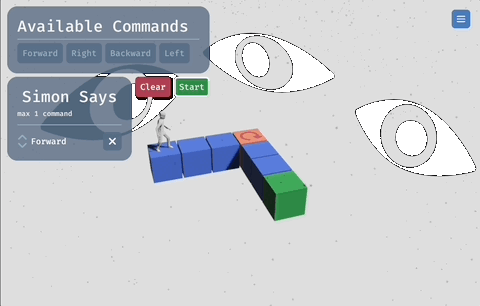 Available Commands
Forward Right Backward Left
Simon Says
max 1 command
Forward
Clear Start